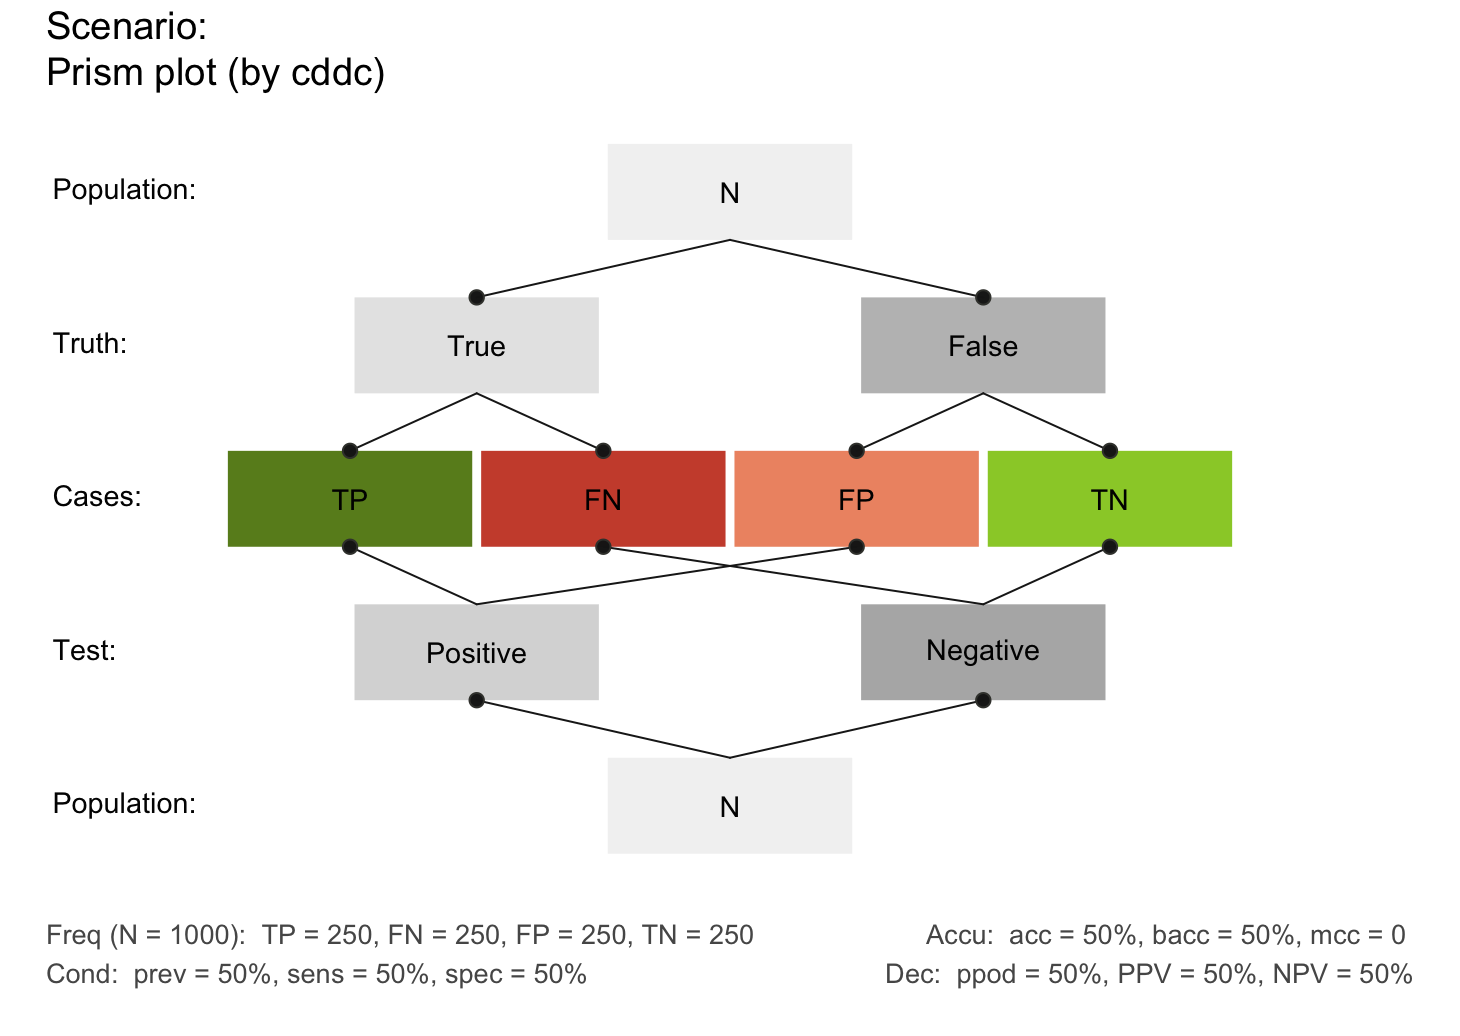 Scenario:
Prism plot (by cddc)
Population:
N
Truth:
True
False
Cases:
TP
FN
FP
TN
Test:
Positive
Negative
Population:
N
Freq (N = 1000):  TP = 250, FN = 250, FP = 250, TN = 250
Accu:  acc = 50%, bacc = 50%, mcc = 0
Cond:  prev = 50%, sens = 50%, spec = 50%
Dec:  ppod = 50%, PPV = 50%, NPV = 50%